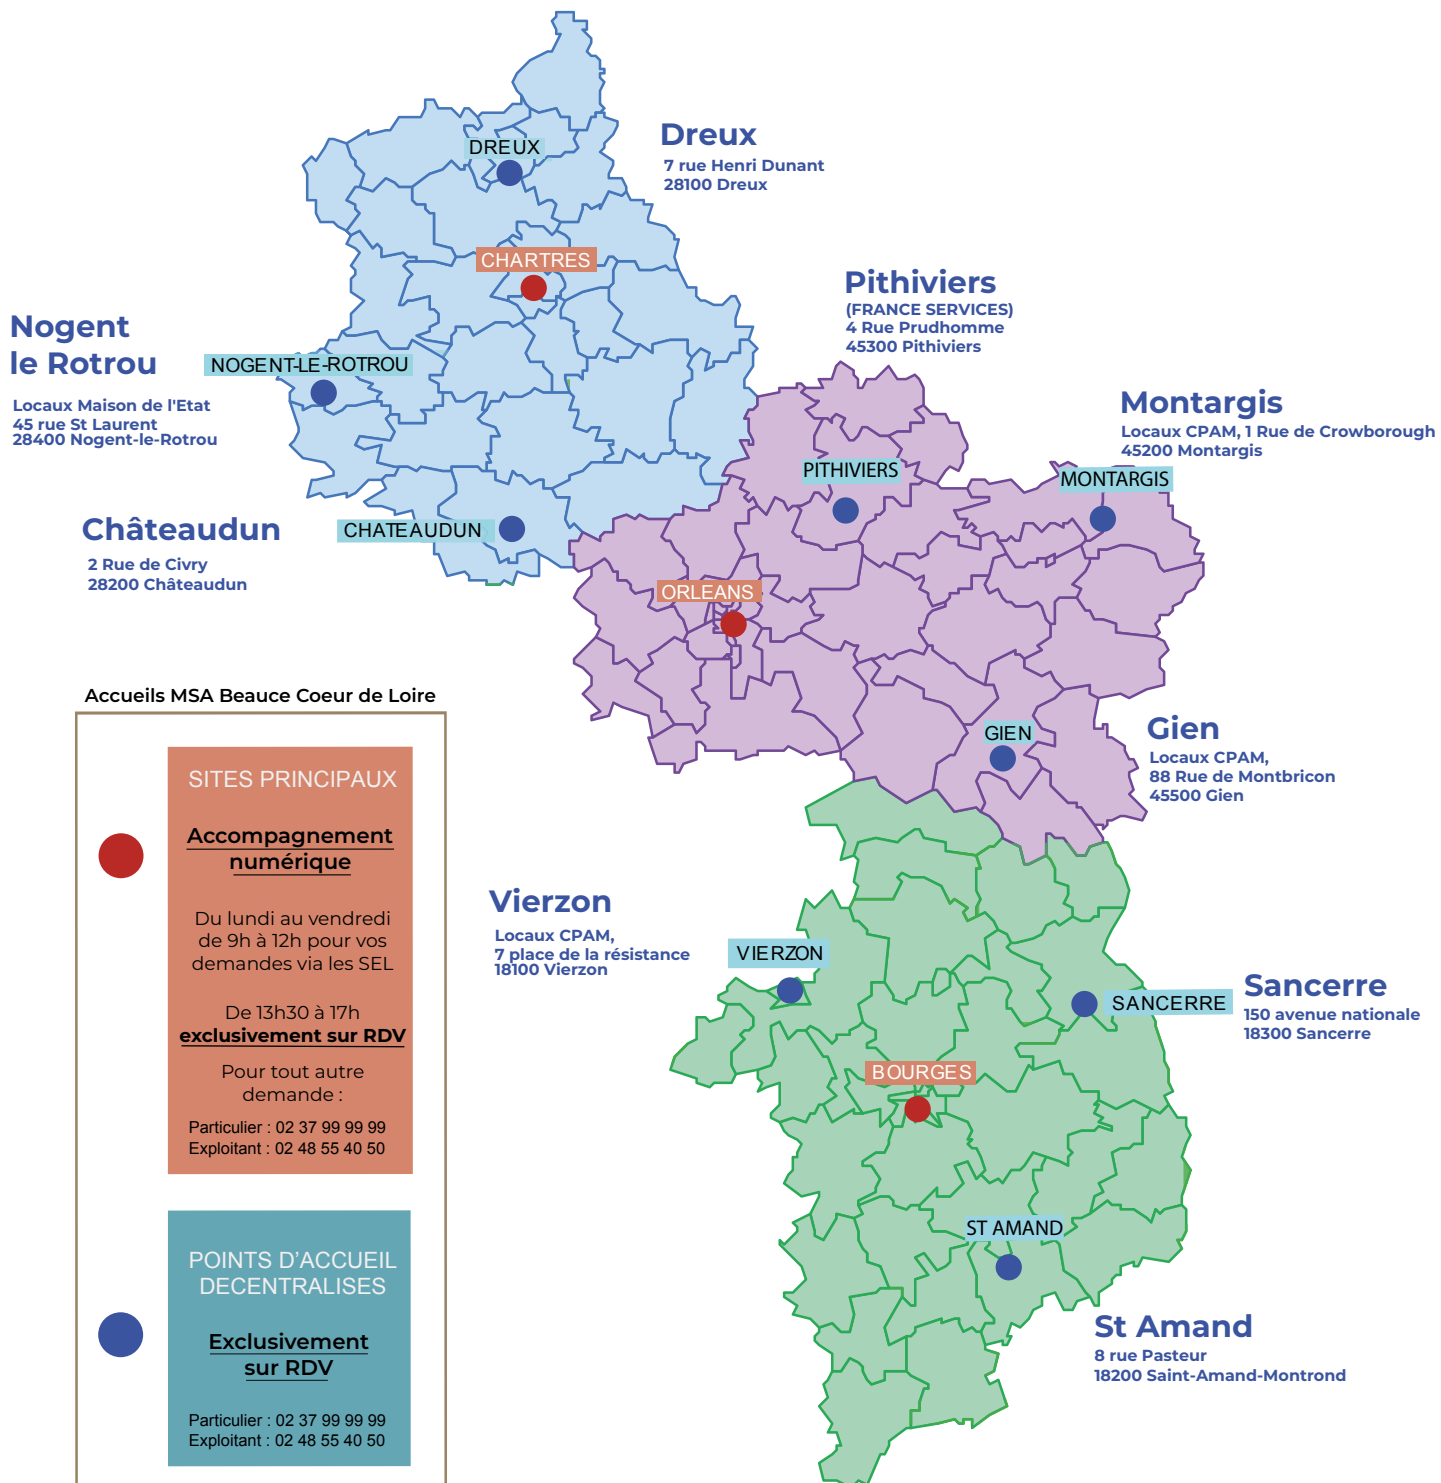 DREUX
Dreux
7 rue Henri Dunant
28100 Dreux
CHARTRES
Pithiviers
(FRANCE SERVICES)
4 Rue Prudhomme
45300 Pithiviers
Nogent
le Rotrou
Locaux Maison de l'Etat
45 rue St Laurent
28400 Nogent-le-Rotrou
NOGENT-LE-ROTROU
Montargis
Locaux CPAM, 1 Rue de Crowborough
45200 Montargis
PITHIVIERS
MONTARGIS
Châteaudun
2 Rue de Civry
28200 Châteaudun
CHATEAUDUN
ORLEANS
GIEN
Gien
Locaux CPAM,
88 Rue de Montbricon
45500 Gien
Accueils MSA Beauce Coeur de Loire
SITES PRINCIPAUX
Accompagnement
numérique
Du lundi au vendredi
de 9h à 12h pour vos
demandes via les SEL
De 13h30 à 17h
exclusivement sur RDV
Pour tout autre
demande :
Particulier : 02 37 99 99 99
Exploitant : 02 48 55 40 50
POINTS D'ACCUEIL
DECENTRALISES
Exclusivement
sur RDV
Particulier : 02 37 99 99 99
Exploitant : 02 48 55 40 50
Vierzon
Locaux CPAM,
7 place de la résistance
18100 Vierzon
VIERZON
SANCERRE
Sancerre
150 avenue nationale
18300 Sancerre
BOURGES
ST AMAND
St Amand
8 rue Pasteur
18200 Saint-Amand-Montrond